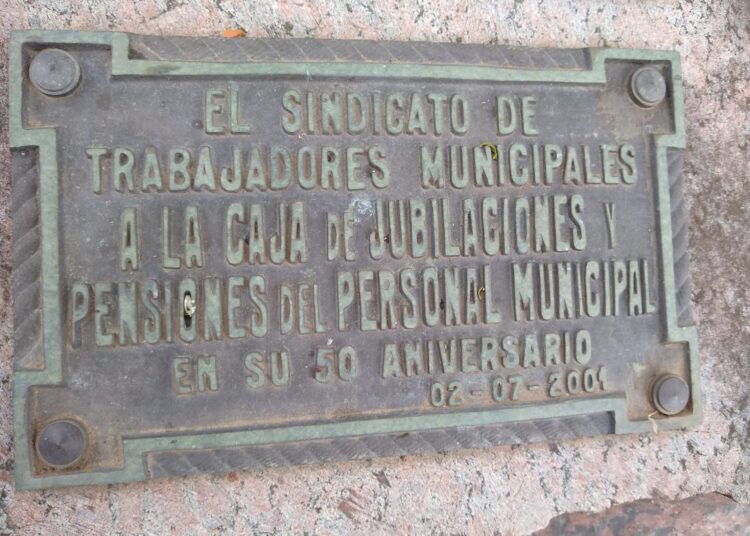 EL SINDICATO DE
TRABAJADORES MUNICIPALES
A LA CAJA DE JUBILACIONES Y
PENSIONES DEL PERSONAL MUNICIPAL
EN SU 50 ANIVERSARIO
02-07-2001